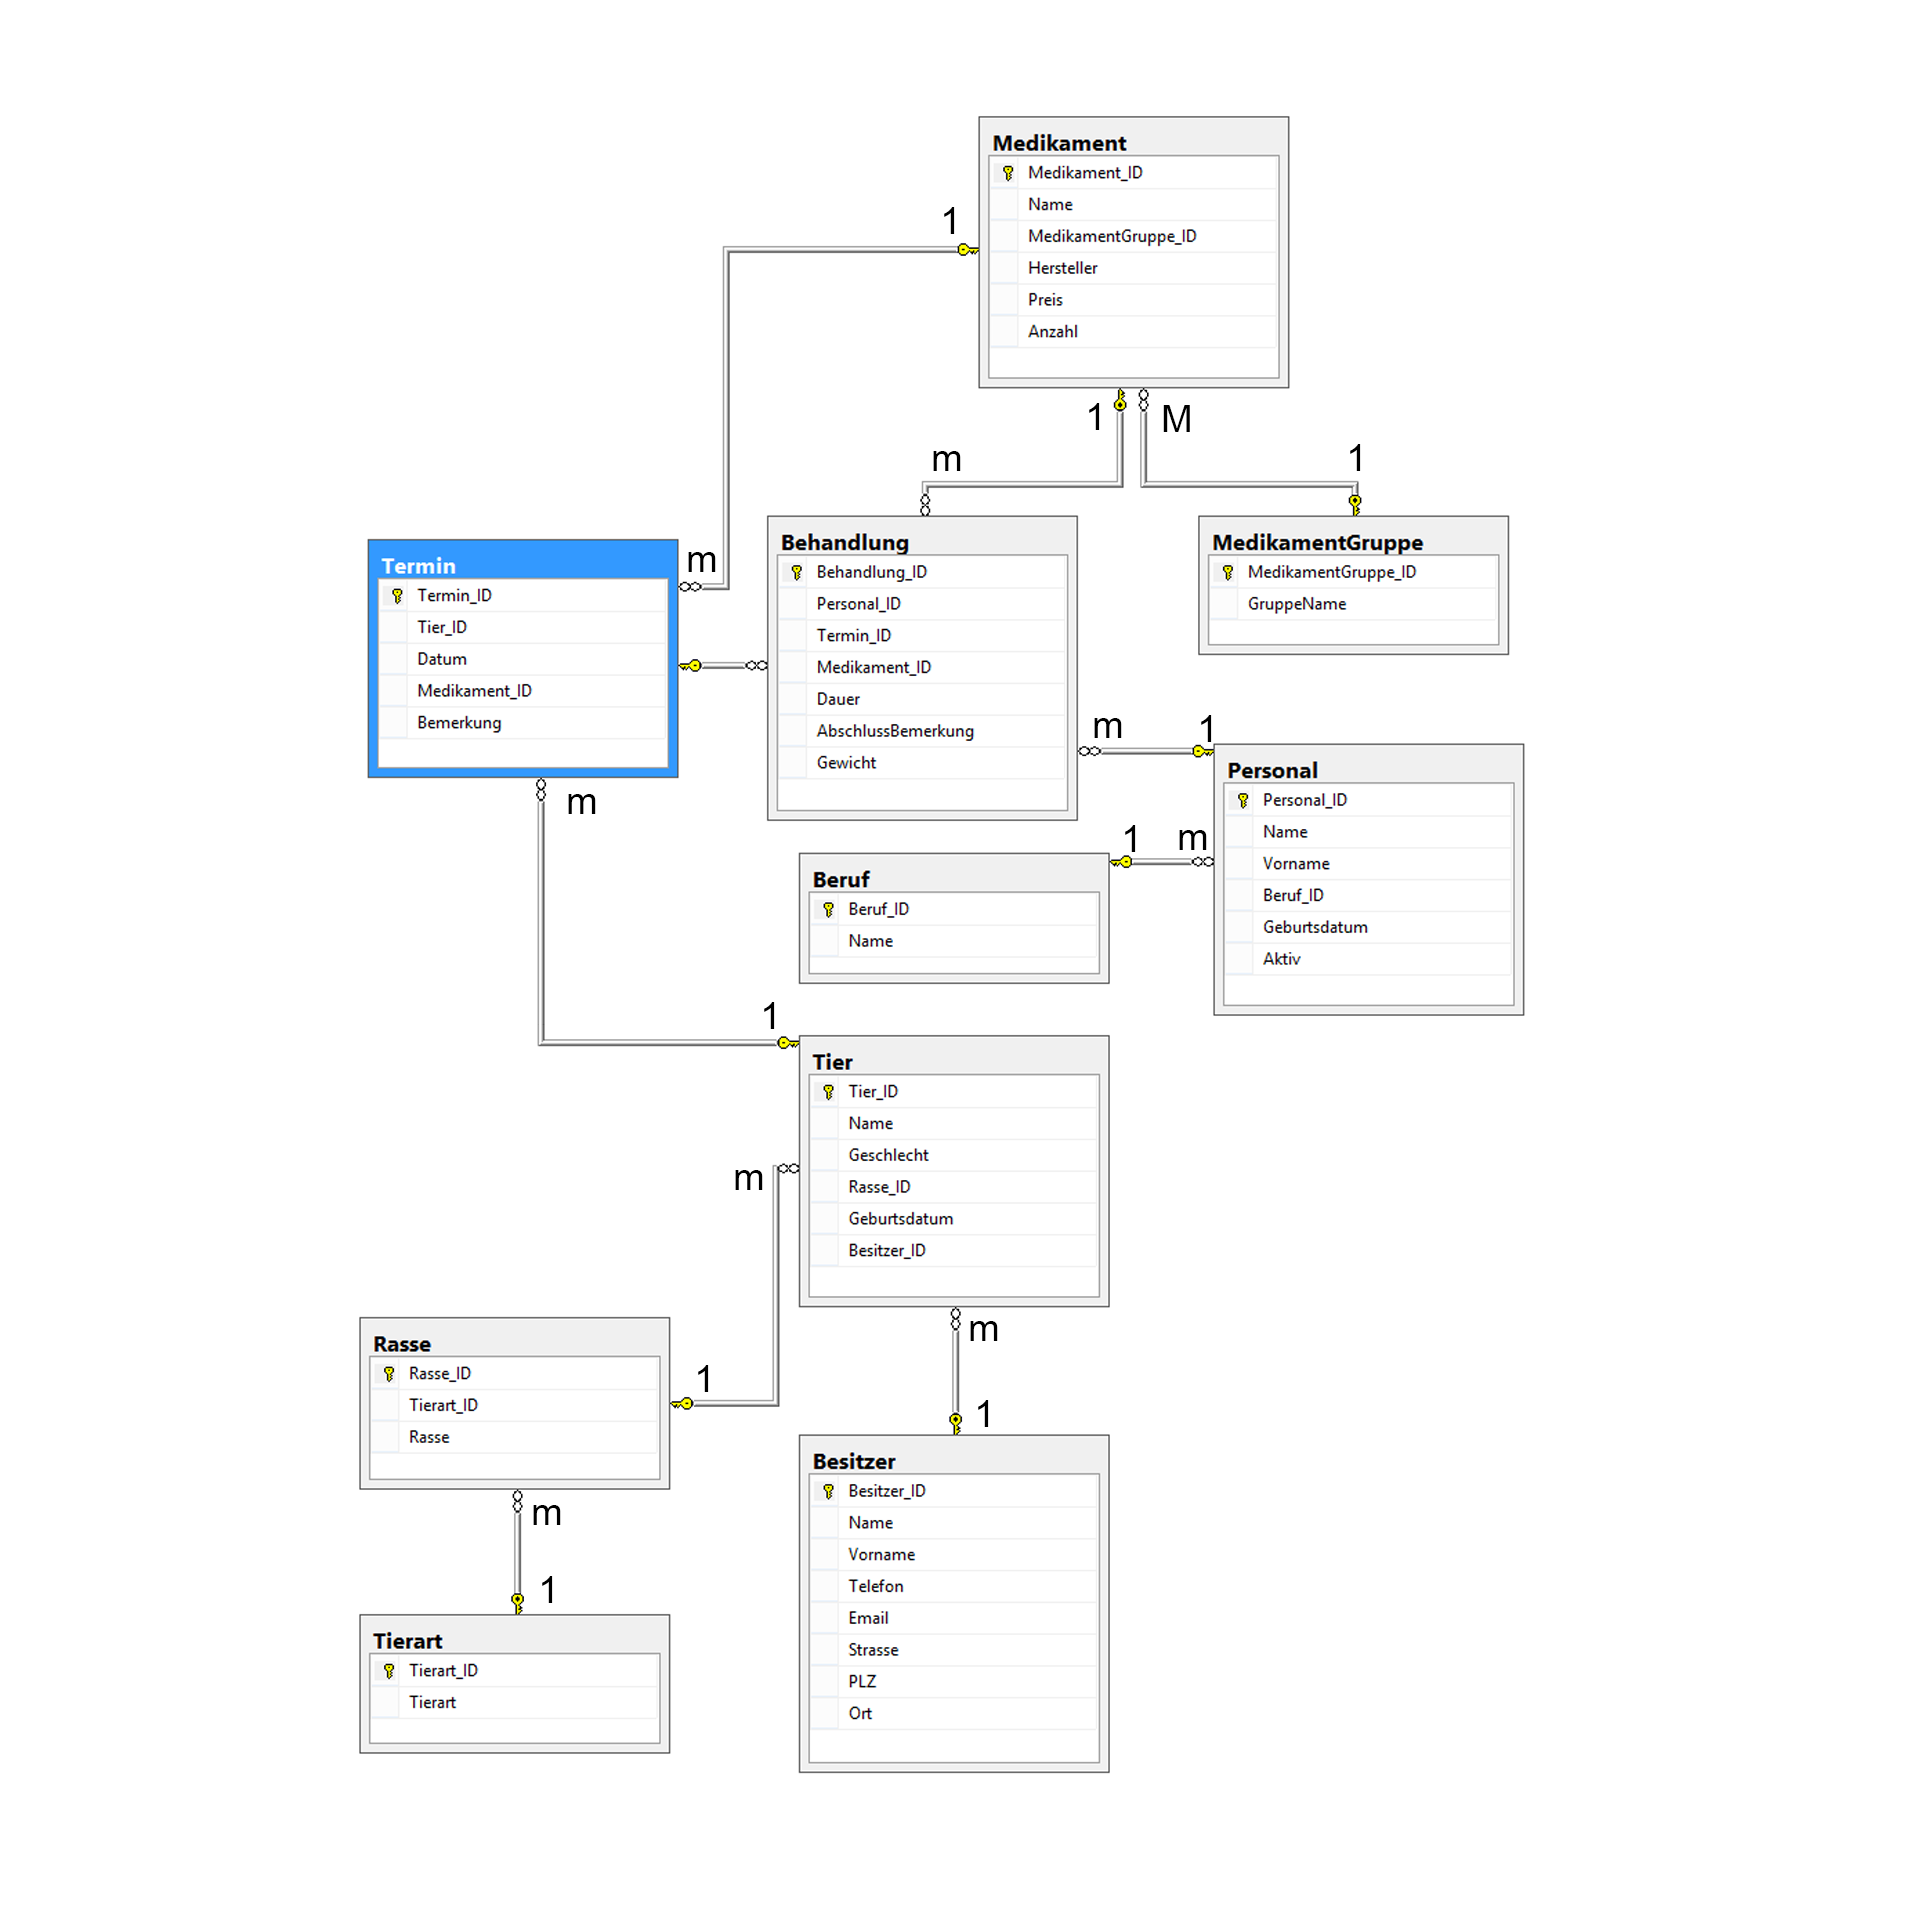 Medikament
Medikament_ID
Name
MedikamentGruppe_ID
Hersteller
Preis
Anzahl
1
m
1
M
m
1
Termin
Termin_ID
Tier_ID
Datum
Medikament_ID
Bemerkung
m
Behandlung
Behandlung_ID
Personal_ID
Termin_ID
Medikament_ID
Dauer
AbschlussBemerkung
Gewicht
MedikamentGruppe
MedikamentGruppe_ID
GruppeName
m 1
Personal
Personal_ID
Name
Vorname
Beruf_ID
Geburtsdatum
Aktiv
1 m
Beruf
Beruf_ID
Name
1
Tier
Tier_ID
Name
Geschlecht
Rasse_ID
Geburtsdatum
Besitzer_ID
m
1
m
1
Rasse
Rasse_ID
Tierart_ID
Rasse
m
1
Tierart
Tierart_ID
Tierart
Besitzer
Besitzer_ID
Name
Vorname
Telefon
Email
Strasse
PLZ
Ort